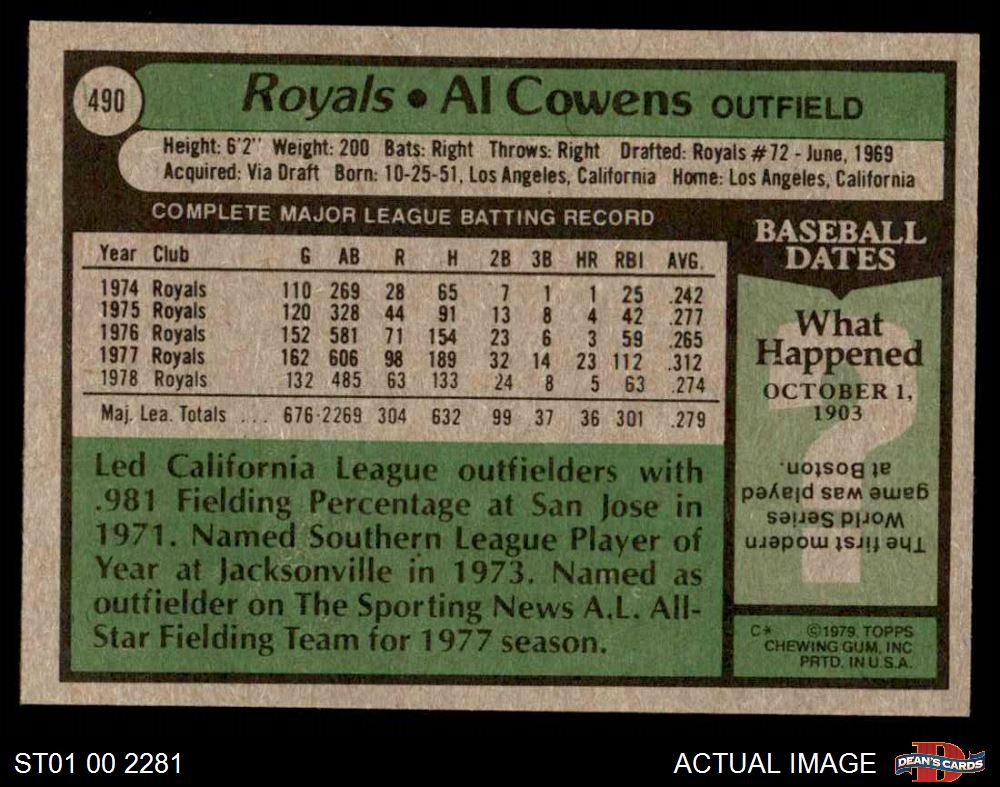 490
Royals • Al Cowens OUTFIELD
Height: 6'2" Weight: 200 Bats: Right Throws: Right Drafted: Royals #72 - June, 1969
Acquired: Via Draft Born: 10-25-51, Los Angeles, California Home: Los Angeles, California
COMPLETE MAJOR LEAGUE BATTING RECORD
Year Club G AB R H 2B 3B HR RBI AVG.
1974 Royals 110 269 28 65 7 1 1 25 .242
1975 Royals 120 328 44 91 13 8 4 42 .277
1976 Royals 152 581 71 154 23 6 3 59 .265
1977 Royals 162 606 98 189 32 14 23 112 .312
1978 Royals 132 485 63 133 24 8 5 63 .274
Maj. Lea. Totals ... 676 2269 304 632 99 37 36 301 .279
Led California League outfielders with
.981 Fielding Percentage at San Jose in
1971. Named Southern League Player of
Year at Jacksonville in 1973. Named as
outfielder on The Sporting News A.L. All-
Star Fielding Team for 1977 season.
BASEBALL
DATES
What
Happened
OCTOBER 1,
1903
?
The first modern
World Series
game was played
at Boston.
C* ©1979, TOPPS
CHEWING GUM, INC
PRTD. IN U.S.A.
ST01 00 2281
ACTUAL IMAGE
DEAN'S CARDS